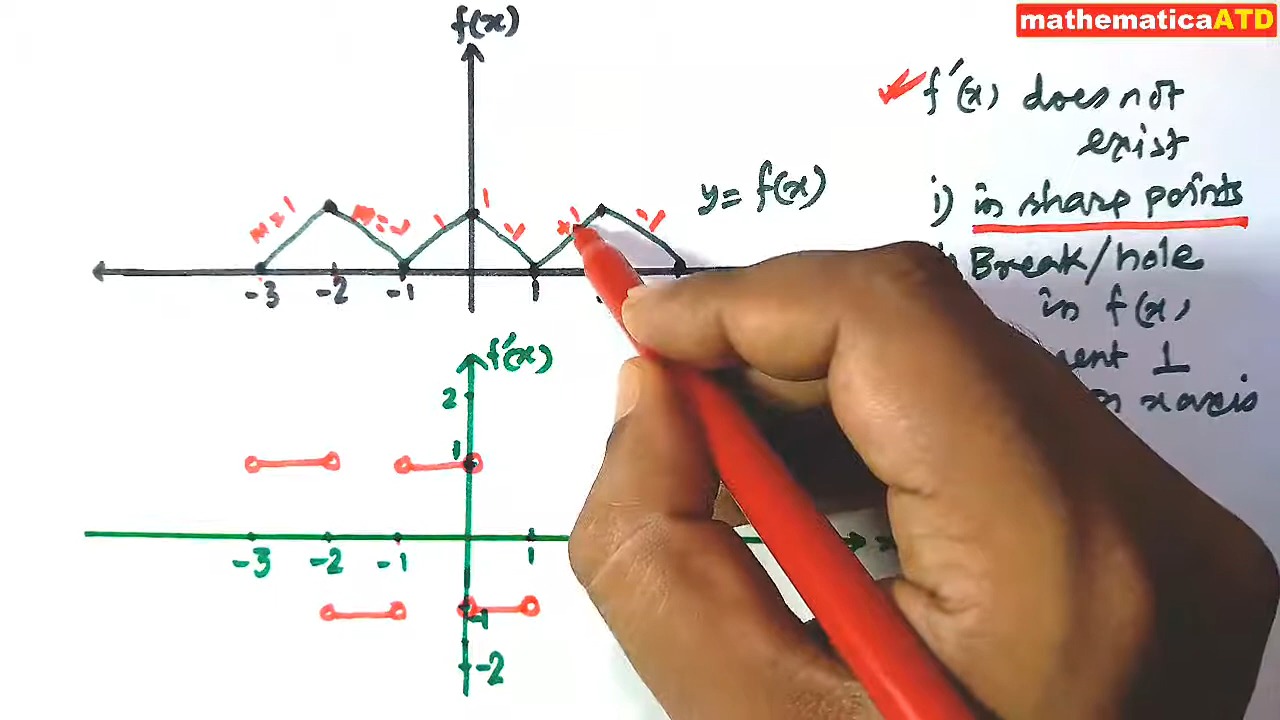 mathematicaATD
f(x)
f'(x) does not
exist
i) in sharp points
y = f(x)
m=1
1
1
-1
Break/hole
in f(x)
-3 -2 -1 1
f'(x)
2
1
x axis
-3 -2 -1 1
-1
-2